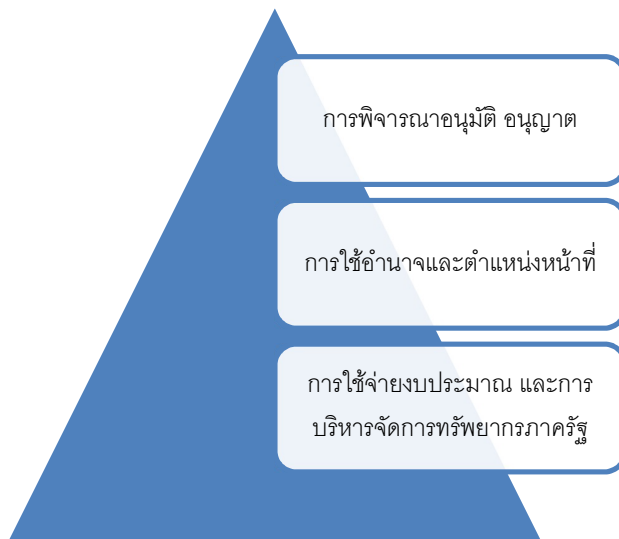 การพิจารณาอนุมัติ อนุญาต
การใช้อำนาจและตำแหน่งหน้าที่
การใช้จ่ายงบประมาณ และการ
บริหารจัดการทรัพยากรภาครัฐ